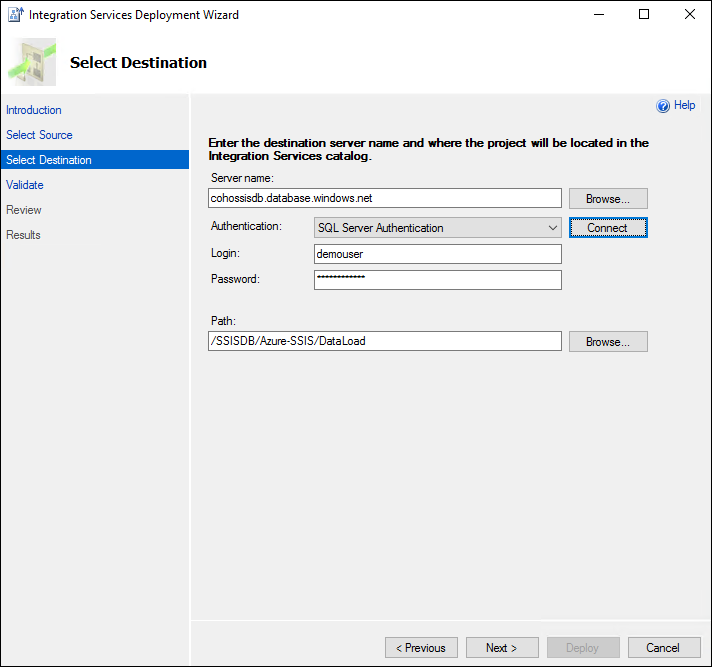 Integration Services Deployment Wizard
Select Destination
Introduction
Select Source
Select Destination
Validate
Review
Results
Help
Enter the destination server name and where the project will be located in the
Integration Services catalog.
Server name:
cohossisdb.database.windows.net
Browse...
Authentication:
SQL Server Authentication
Connect
Login:
demouser
Password:
************
Path:
/SSISDB/Azure-SSIS/DataLoad
Browse...
< Previous
Next >
Deploy
Cancel